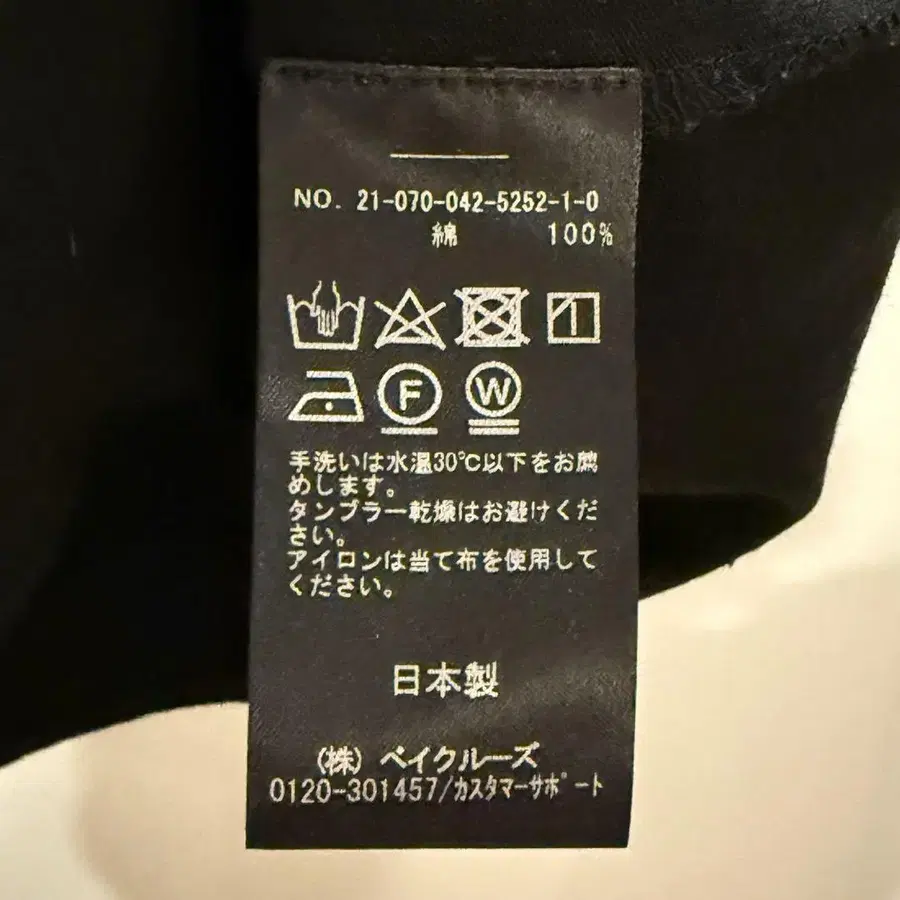 NO. 21-070-042-5252-1-0
綿 100%
F W
手洗いは水温30℃以下をお薦
めします。
タンブラー乾燥はお避けくだ
さい。
アイロンは当て布を使用して
ください。
日本製
(株) ベイクルーズ
0120-301457/カスタマーサポート